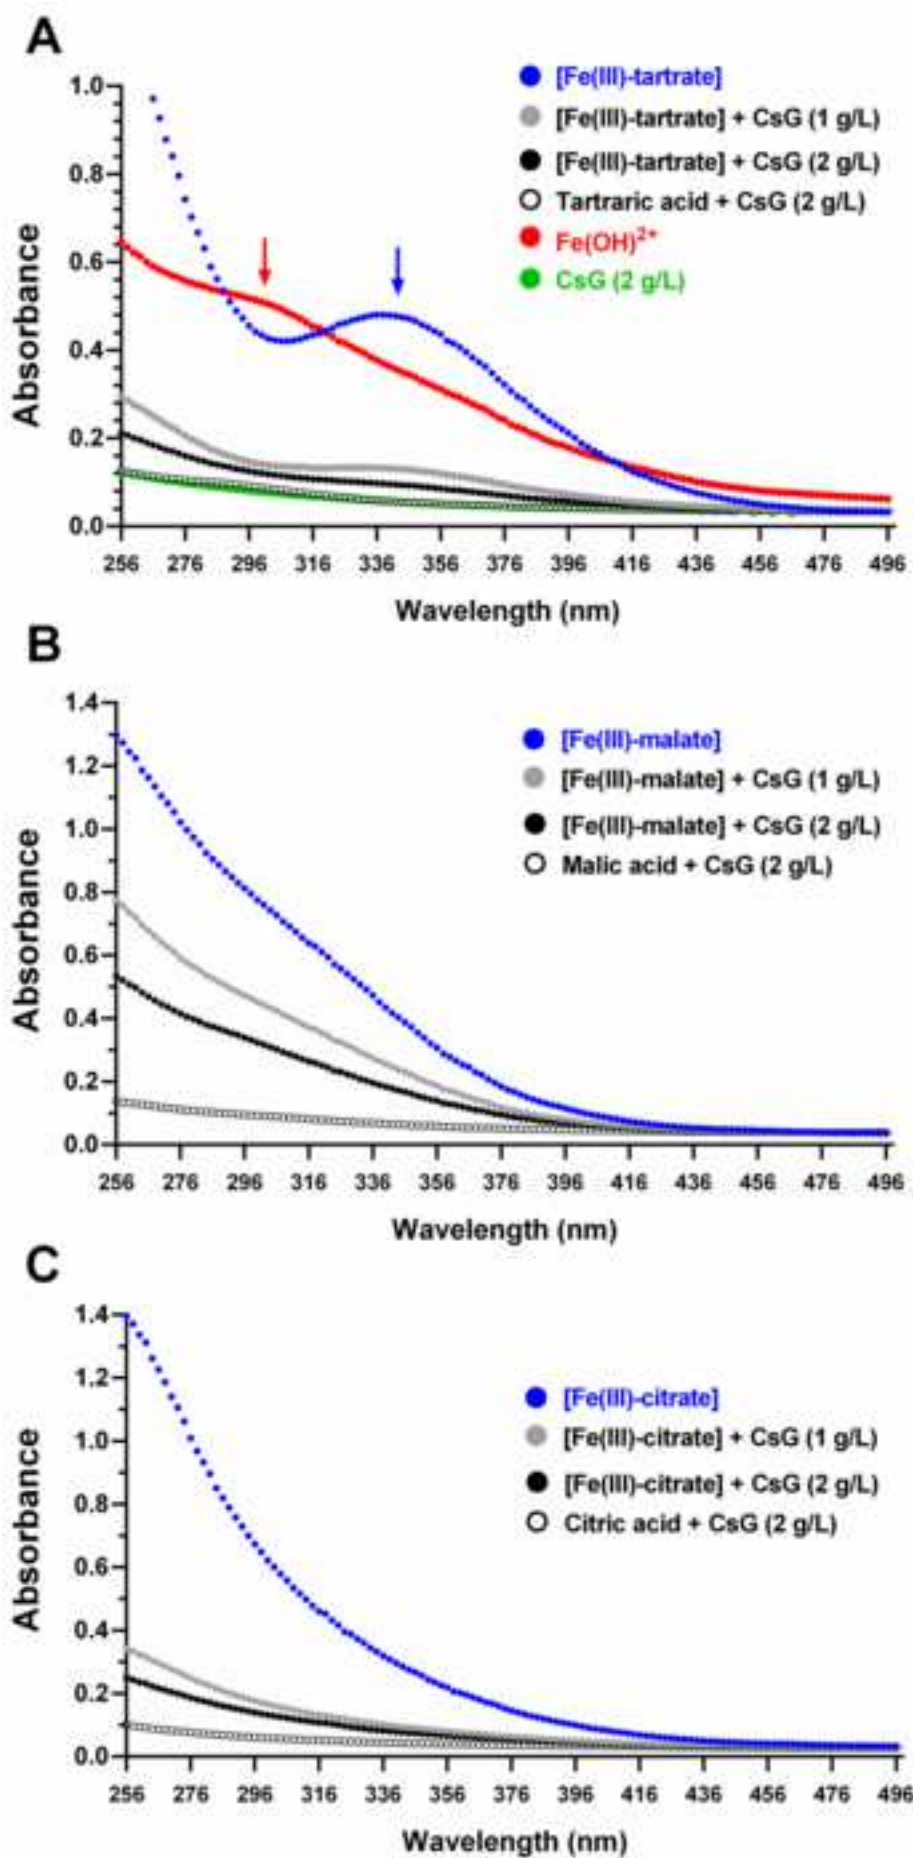 A
[Fe(III)-tartrate]
[Fe(III)-tartrate] + CsG (1 g/L)
[Fe(III)-tartrate] + CsG (2 g/L)
Tartraric acid + CsG (2 g/L)
Fe(OH)²⁺
CsG (2 g/L)
Absorbance
1.0
0.8
0.6
0.4
0.2
0.0
256 276 296 316 336 356 376 396 416 436 456 476 496
Wavelength (nm)
B
[Fe(III)-malate]
[Fe(III)-malate] + CsG (1 g/L)
[Fe(III)-malate] + CsG (2 g/L)
Malic acid + CsG (2 g/L)
Absorbance
1.4
1.2
1.0
0.8
0.6
0.4
0.2
0.0
256 276 296 316 336 356 376 396 416 436 456 476 496
Wavelength (nm)
C
[Fe(III)-citrate]
[Fe(III)-citrate] + CsG (1 g/L)
[Fe(III)-citrate] + CsG (2 g/L)
Citric acid + CsG (2 g/L)
Absorbance
1.4
1.2
1.0
0.8
0.6
0.4
0.2
0.0
256 276 296 316 336 356 376 396 416 436 456 476 496
Wavelength (nm)